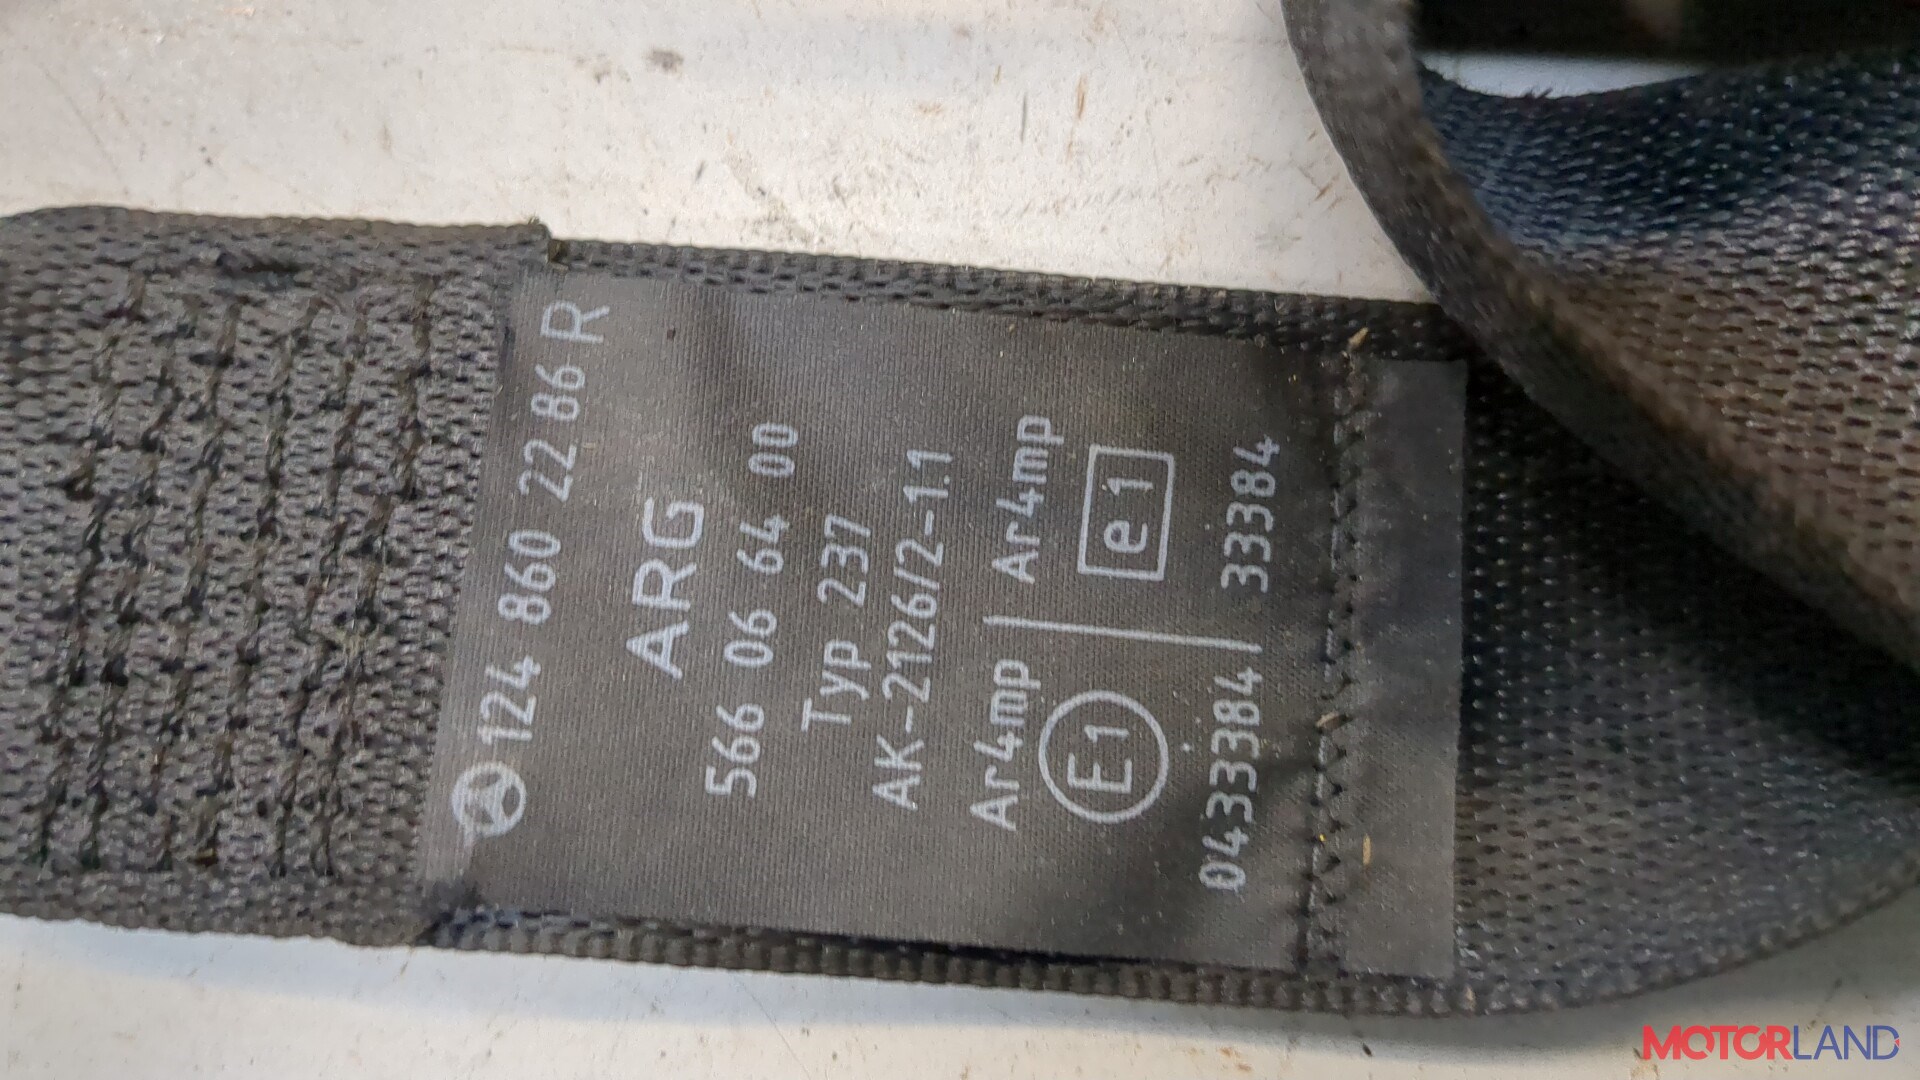 124 860 22 86 R
ARG
566 06 64 00
Typ 237
AK-2126/2-1.1
Ar4mp Ar4mp
E1 e1
0433384 33384
MOTORLAND